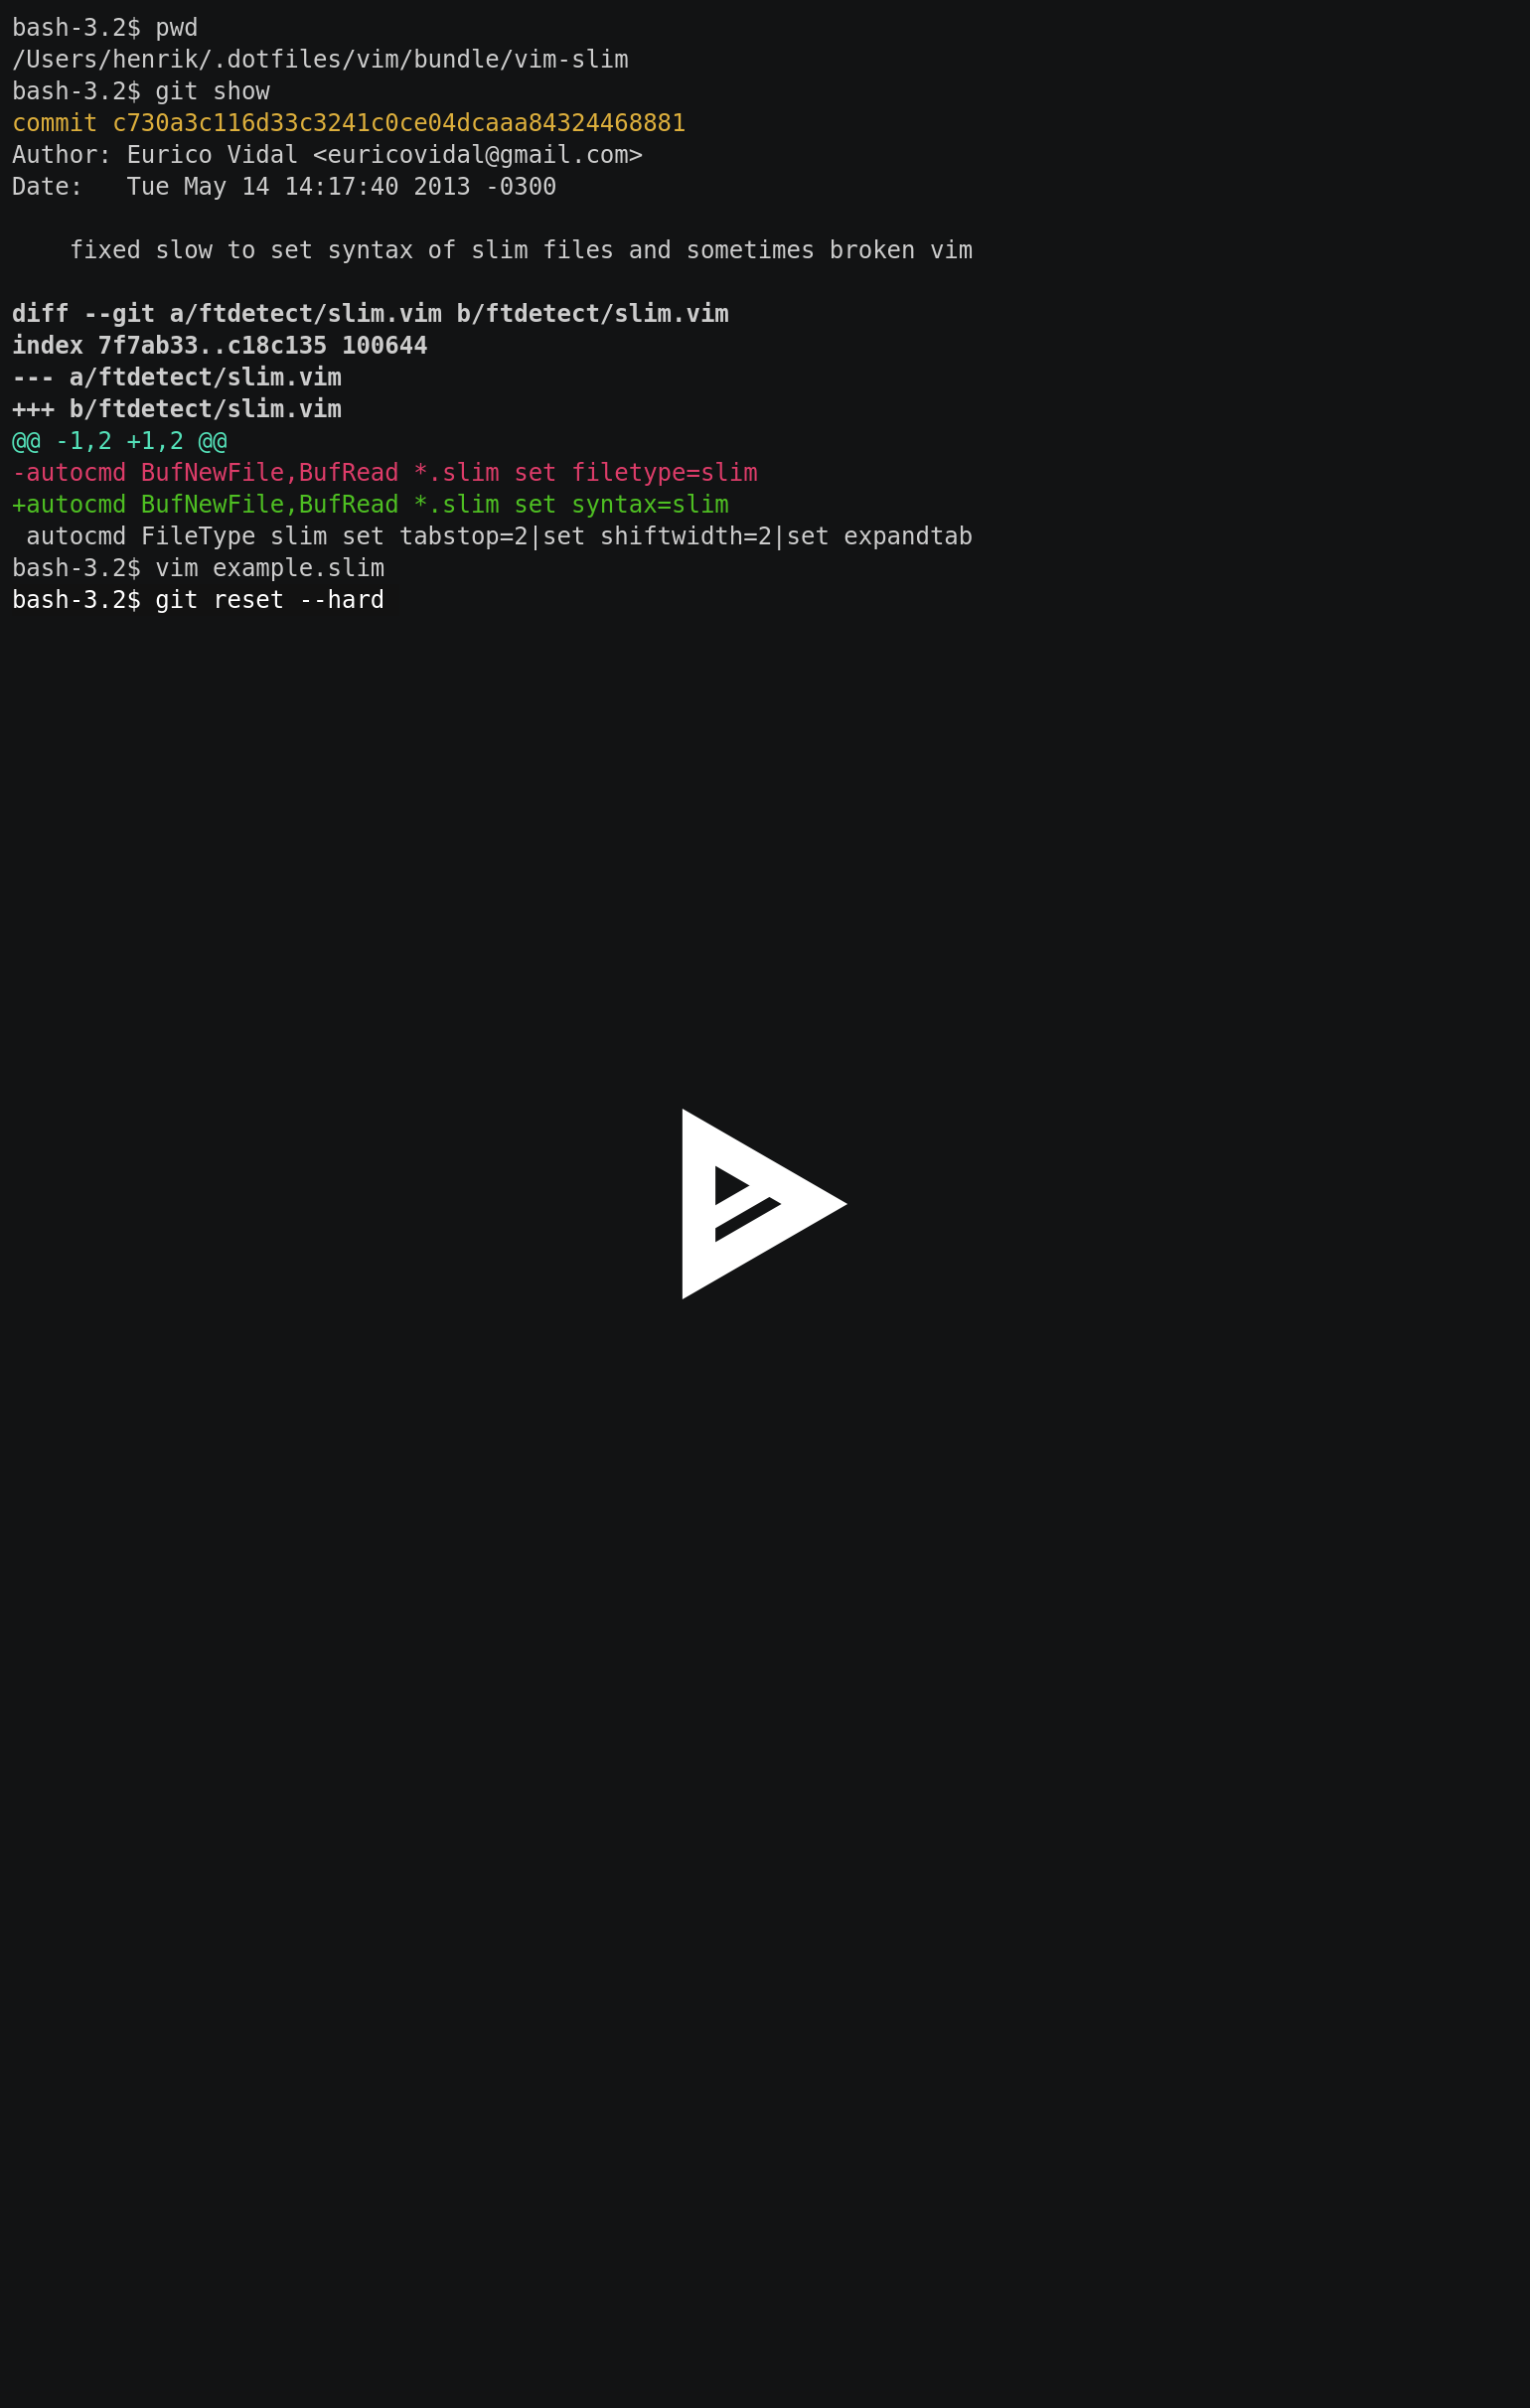 bash-3.2$ pwd
/Users/henrik/.dotfiles/vim/bundle/vim-slim
bash-3.2$ git show
commit c730a3c116d33c3241c0ce04dcaaa84324468881
Author: Eurico Vidal <euricovidal@gmail.com>
Date:   Tue May 14 14:17:40 2013 -0300

    fixed slow to set syntax of slim files and sometimes broken vim

diff --git a/ftdetect/slim.vim b/ftdetect/slim.vim
index 7f7ab33..c18c135 100644
--- a/ftdetect/slim.vim
+++ b/ftdetect/slim.vim
@@ -1,2 +1,2 @@
-autocmd BufNewFile,BufRead *.slim set filetype=slim
+autocmd BufNewFile,BufRead *.slim set syntax=slim
 autocmd FileType slim set tabstop=2|set shiftwidth=2|set expandtab
bash-3.2$ vim example.slim
bash-3.2$ git reset --hard